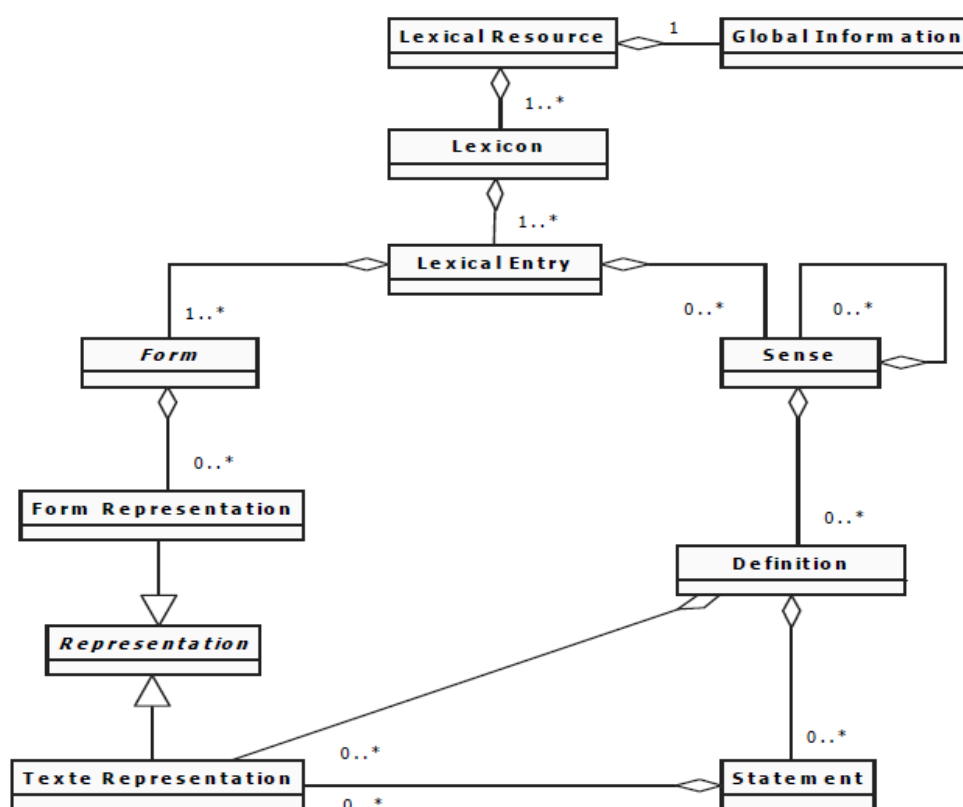 Lexical Resource
1
Global Information
1..*
Lexicon
1..*
Lexical Entry
1..*
0..*
0..*
Form
Sense
0..*
Form Representation
0..*
Definition
Representation
0..*
0..*
Texte Representation
Statement
0..*